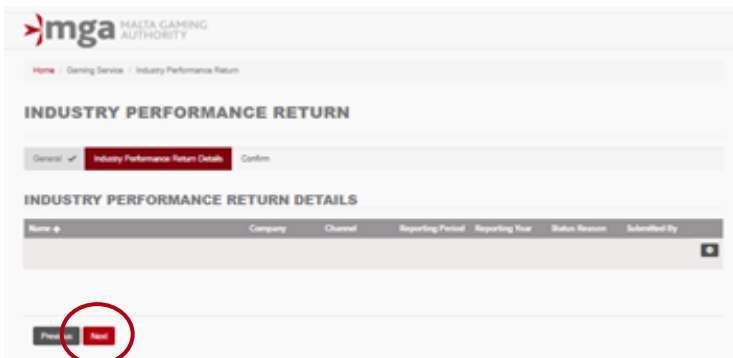 mga MALTA GAMING
AUTHORITY
Home / Gaming Service / Industry Performance Return
INDUSTRY PERFORMANCE RETURN
General ✔ Industry Performance Return Details Confirm
INDUSTRY PERFORMANCE RETURN DETAILS
Name Company Channel Reporting Period Reporting Year Status Reason Submitted By
Previous Next